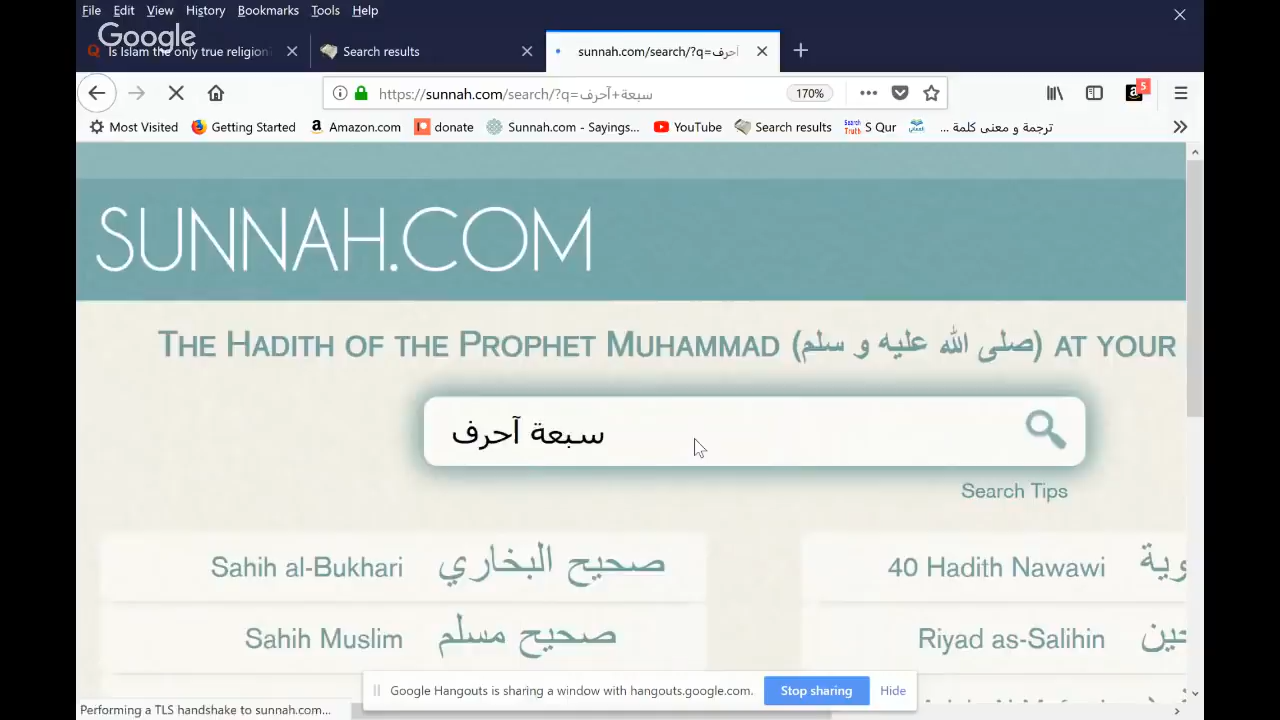 File Edit View History Bookmarks Tools Help
Google
Is Islam the only true religion
Search results
sunnah.com/search/?q=آحرف
https://sunnah.com/search/?q=سبعة+آحرف
170%
5
Most Visited Getting Started Amazon.com donate Sunnah.com - Sayings... YouTube Search results Search Truth S Qur ترجمة و معنى كلمة ...
SUNNAH.COM
THE HADITH OF THE PROPHET MUHAMMAD (صلى الله عليه و سلم) AT YOUR
سبعة آحرف
Search Tips
Sahih al-Bukhari صحيح البخاري
40 Hadith Nawawi
Sahih Muslim صحيح مسلم
Riyad as-Salihin
Google Hangouts is sharing a window with hangouts.google.com. Stop sharing Hide
Performing a TLS handshake to sunnah.com...